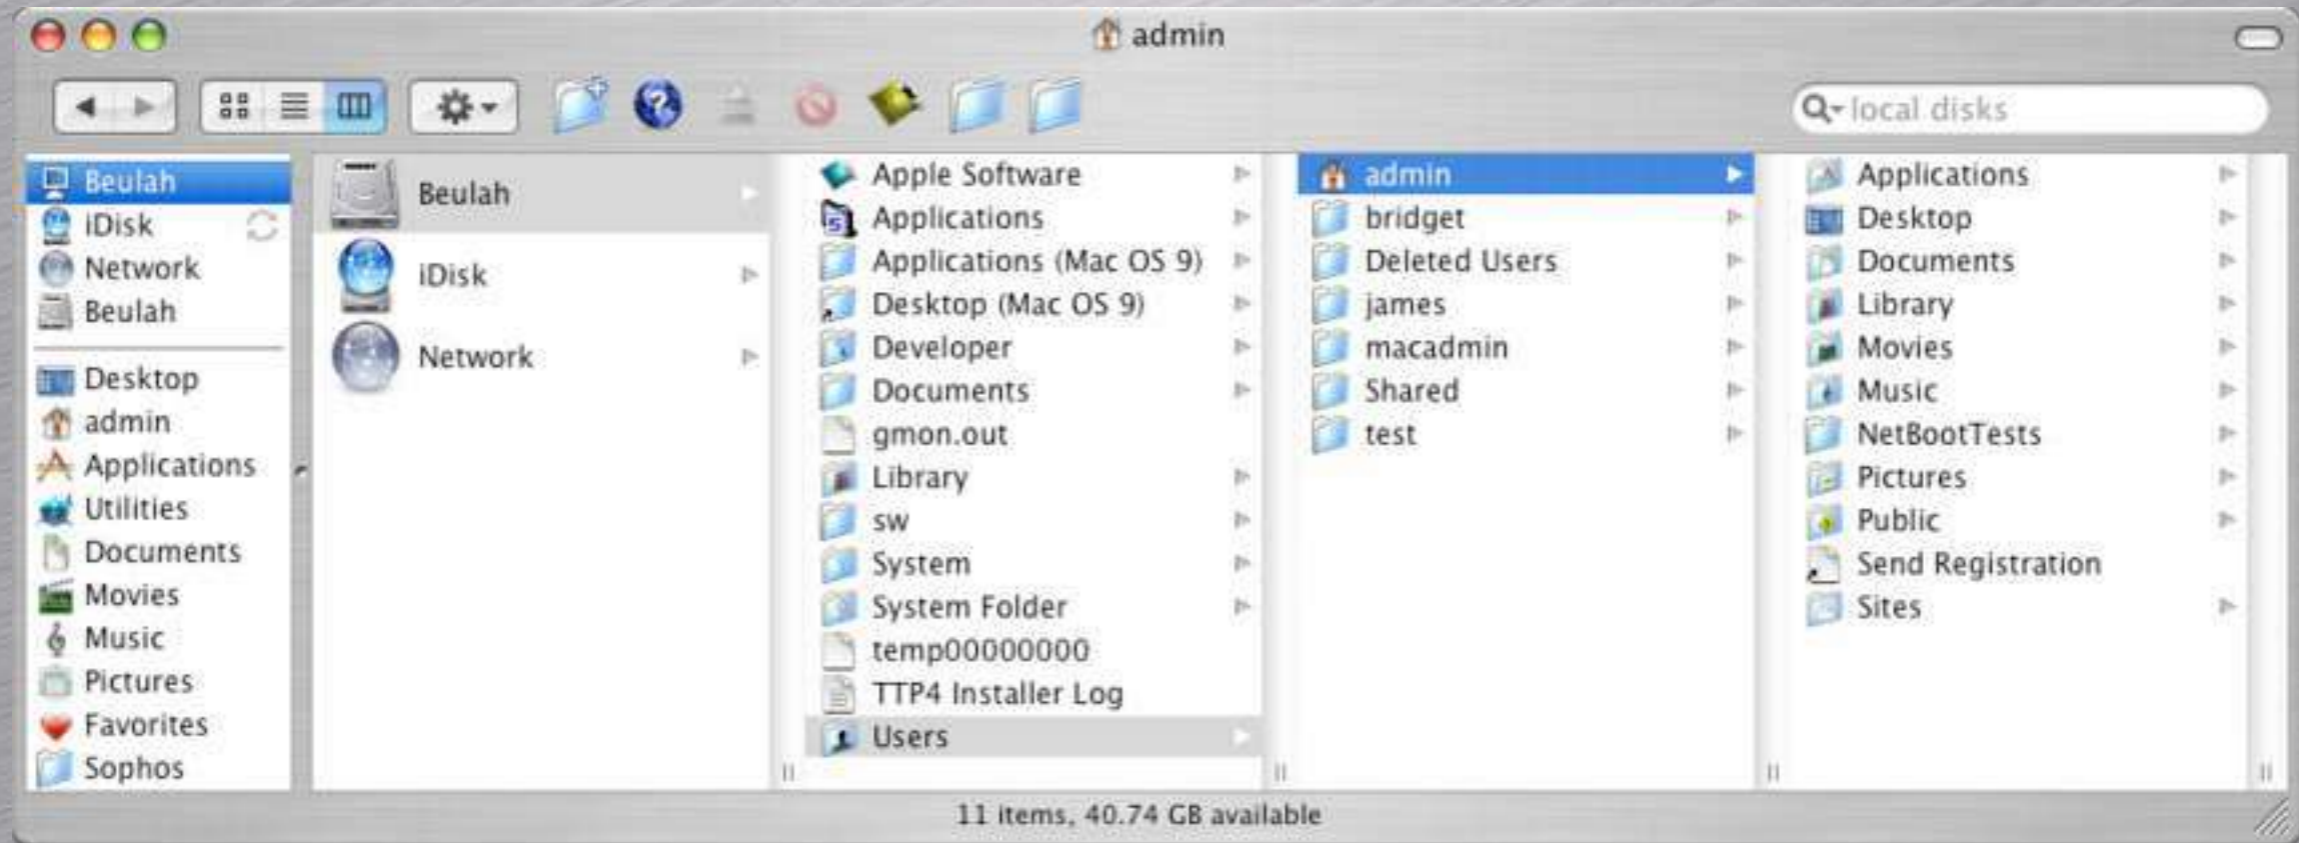 admin
local disks
Beulah
iDisk
Network
Beulah
Desktop
admin
Applications
Utilities
Documents
Movies
Music
Pictures
Favorites
Sophos
Beulah
iDisk
Network
Apple Software
Applications
Applications (Mac OS 9)
Desktop (Mac OS 9)
Developer
Documents
gmon.out
Library
sw
System
System Folder
temp00000000
TTP4 Installer Log
Users
admin
bridget
Deleted Users
james
macadmin
Shared
test
Applications
Desktop
Documents
Library
Movies
Music
NetBootTests
Pictures
Public
Send Registration
Sites
11 items, 40.74 GB available